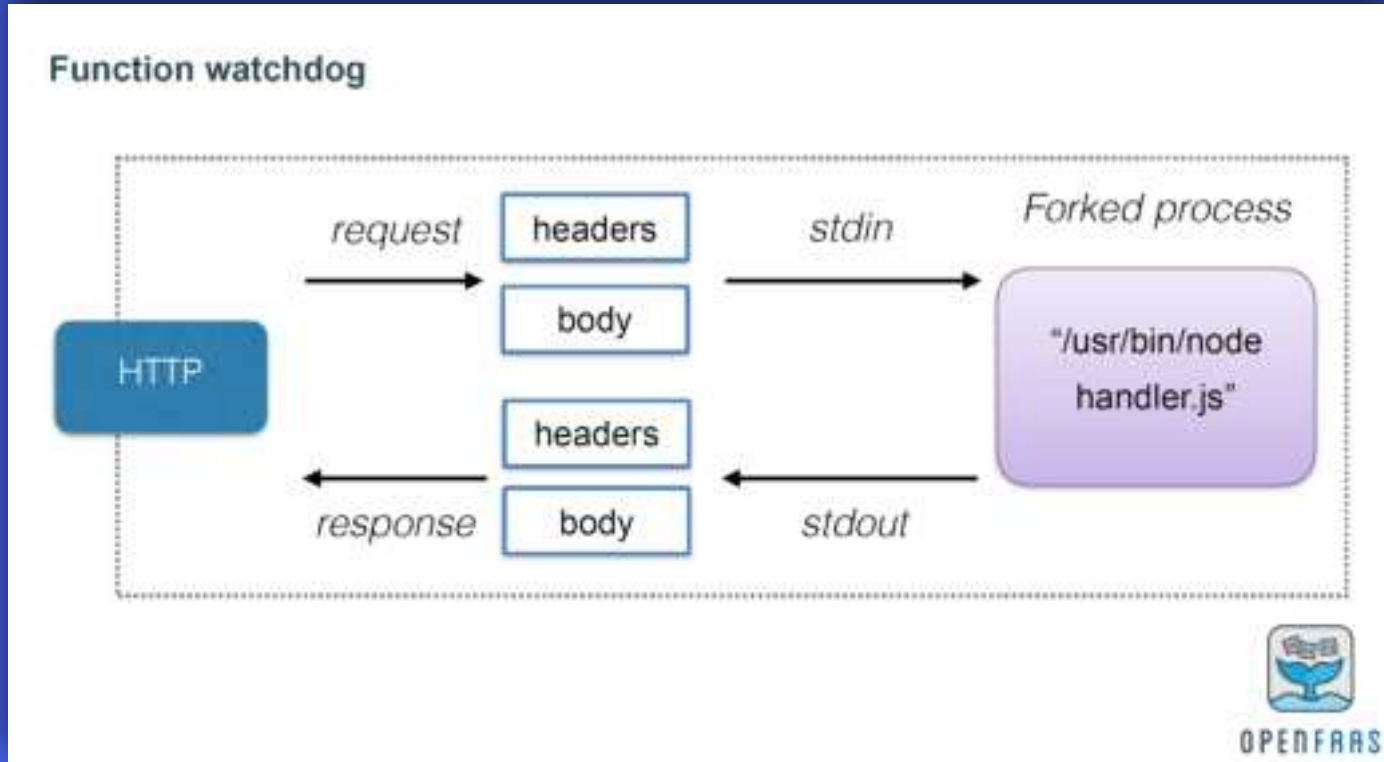 Function watchdog
request
headers
stdin
Forked process
body
HTTP
"/usr/bin/node
handler.js"
headers
response
body
stdout
OPENFAAS